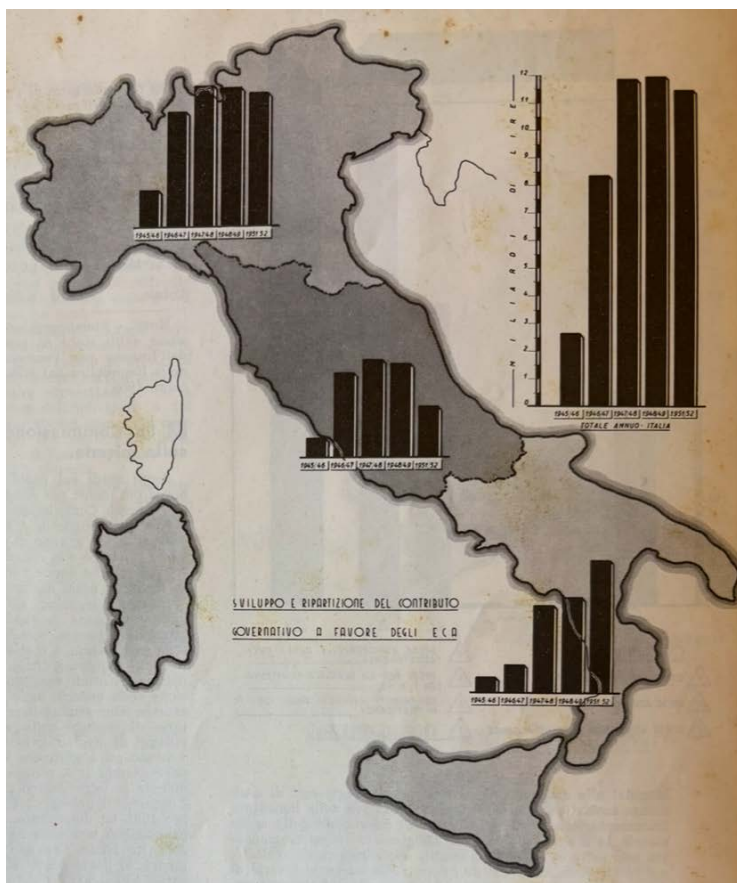 1945/46 1946/47 1947/48 1948/49 1951/52
12
11
10
9
8
7
6
5
4
3
2
1
0
MILIARDI DI LIRE
1945/46 1946/47 1947/48 1948/49 1951/52
TOTALE ANNUO - ITALIA
1945/46 1946/47 1947/48 1948/49 1951/52
SVILUPPO E RIPARTIZIONE DEL CONTRIBUTO
GOVERNATIVO A FAVORE DEGLI ECA
1945/46 1946/47 1947/48 1948/49 1951/52